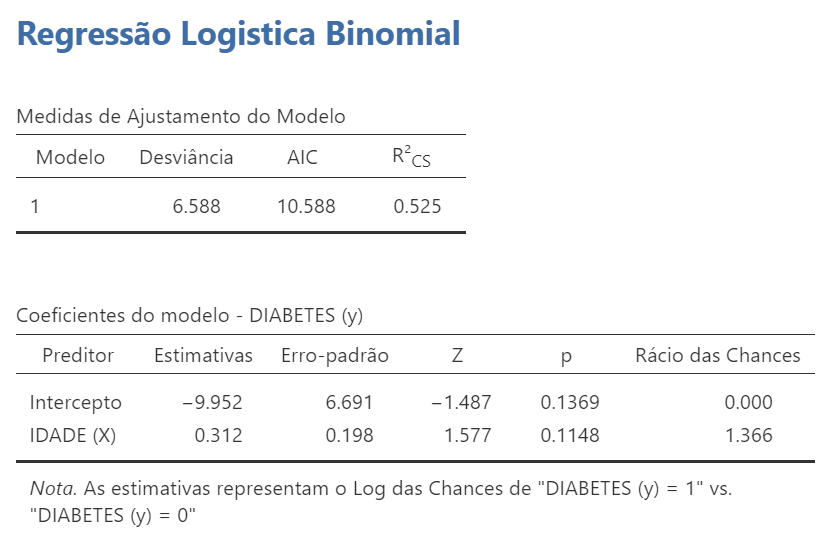 Regressão Logistica Binomial
Medidas de Ajustamento do Modelo
Modelo Desviância AIC R²CS
1 6.588 10.588 0.525
Coeficientes do modelo - DIABETES (y)
Preditor Estimativas Erro-padrão Z p Rácio das Chances
Intercepto −9.952 6.691 −1.487 0.1369 0.000
IDADE (X) 0.312 0.198 1.577 0.1148 1.366
Nota. As estimativas representam o Log das Chances de "DIABETES (y) = 1" vs.
"DIABETES (y) = 0"